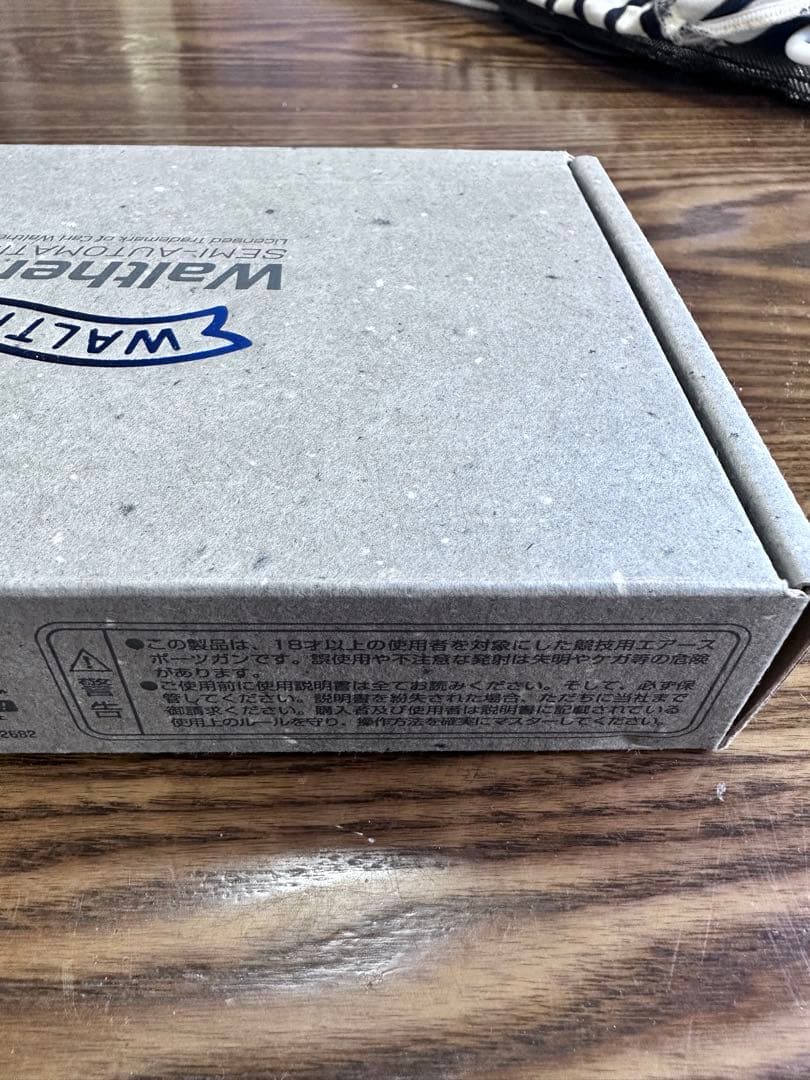 Licensed Trademark of Carl Walthe
SEMI-AUTOMATI
Walther
WALT
警告
●この製品は、18才以上の使用者を対象にした競技用エアース
ポーツガンです。誤使用や不注意な発射は失明やケガ等の危険
があります。
●ご使用前に使用説明書は全てお読みください。そして、必ず保
管してください。説明書を紛失された場合、ただちに当社まで
御請求ください。購入者及び使用者は説明書に記載されている
使用上のルールを守り、操作方法を確実にマスターしてください。
2682